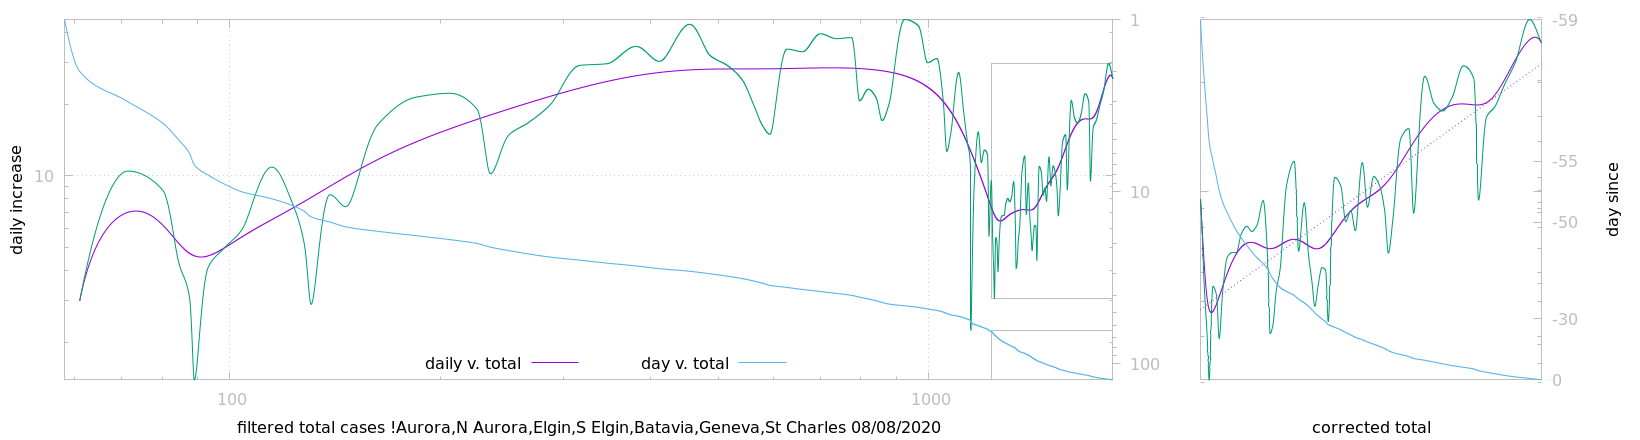 1
-59
daily increase
10
10
-55
-50
day since
-30
daily v. total
day v. total
100
0
100
1000
filtered total cases !Aurora,N Aurora,Elgin,S Elgin,Batavia,Geneva,St Charles 08/08/2020
corrected total